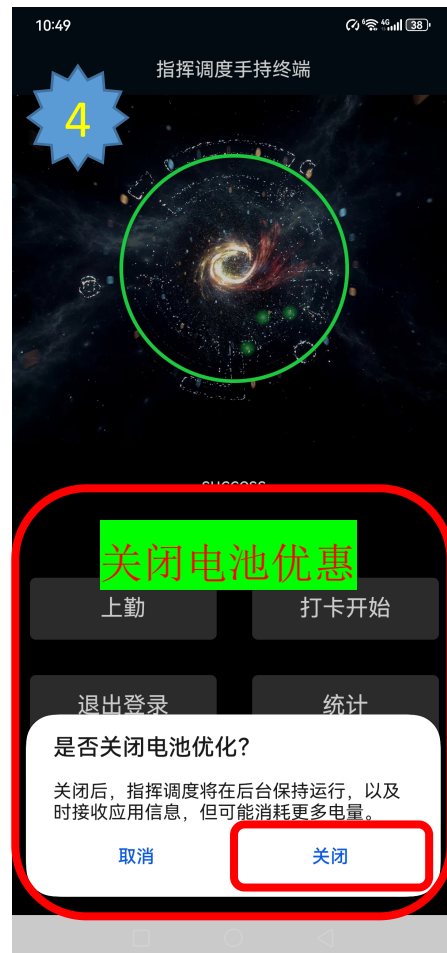 10:49
4G 38
指挥调度手持终端
4
success
关闭电池优惠
上勤
打卡开始
退出登录
统计
是否关闭电池优化?
关闭后，指挥调度将在后台保持运行，以及
时接收应用信息，但可能消耗更多电量。
取消
关闭